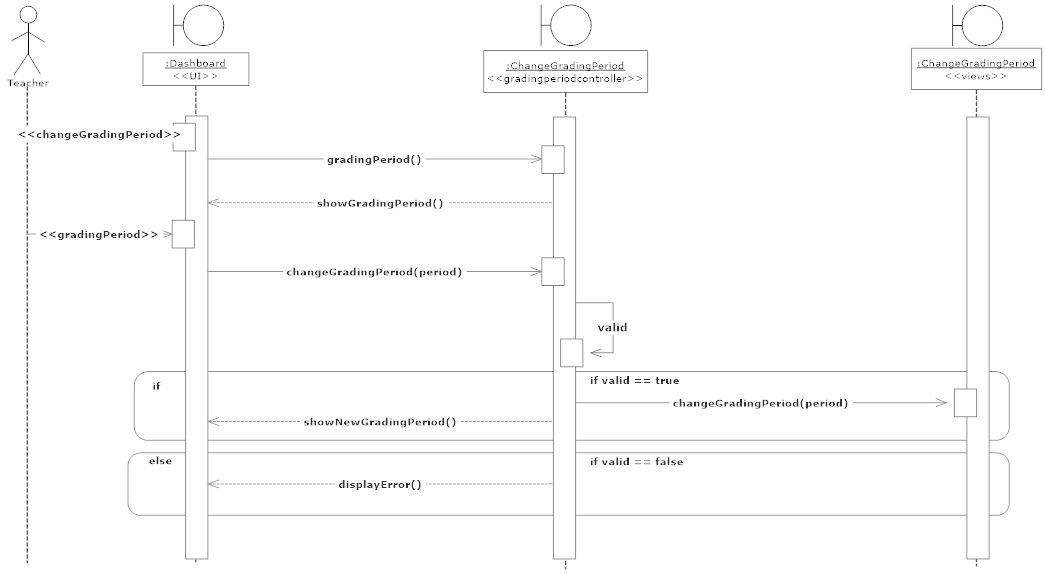 Teacher
:Dashboard
<<UI>>
:ChangeGradingPeriod
<<gradingperiodcontroller>>
:ChangeGradingPeriod
<<views>>
<<changeGradingPeriod>>
gradingPeriod()
showGradingPeriod()
<<gradingPeriod>>
changeGradingPeriod(period)
valid
if
if valid == true
changeGradingPeriod(period)
showNewGradingPeriod()
else
if valid == false
displayError()